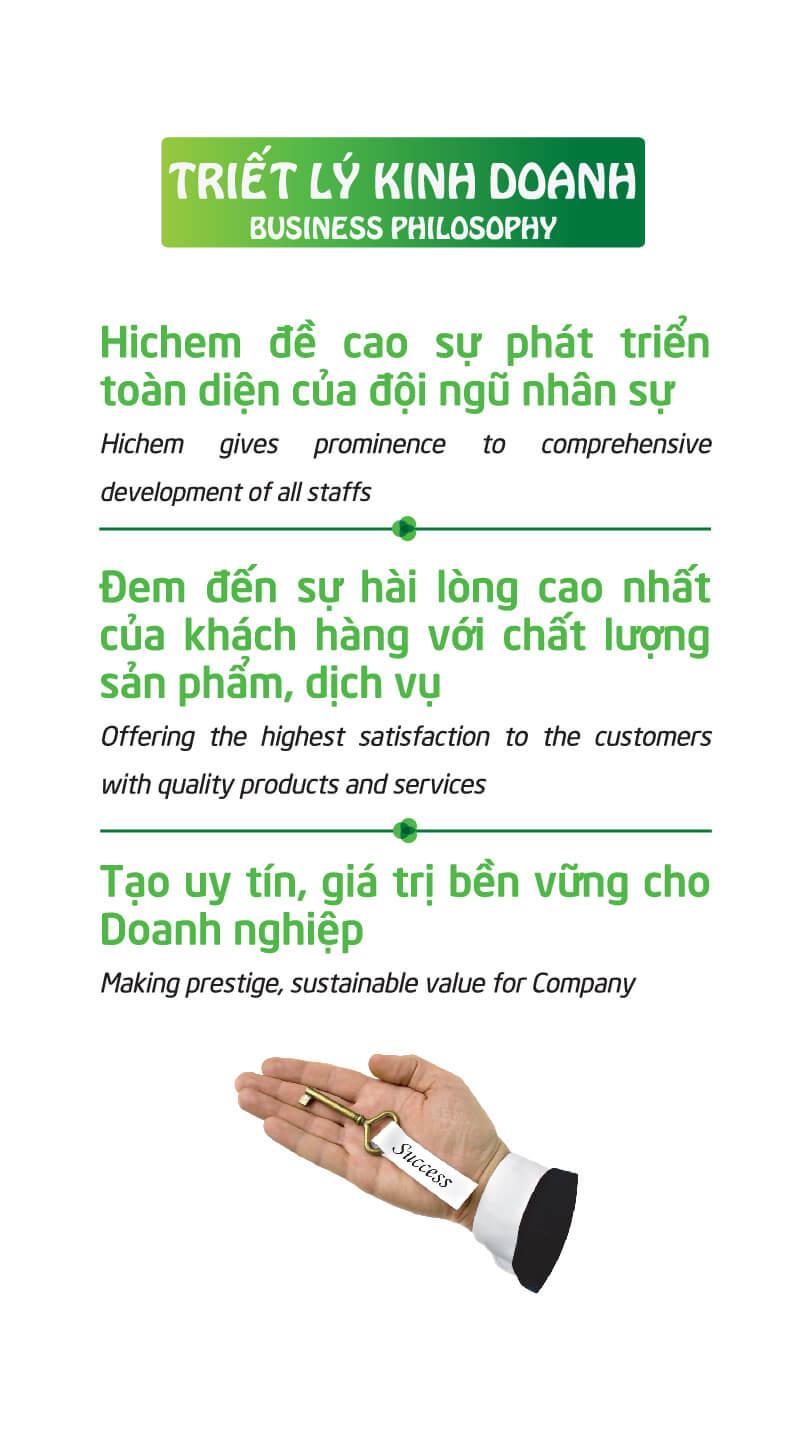 TRIẾT LÝ KINH DOANH
BUSINESS PHILOSOPHY
Hichem đề cao sự phát triển
toàn diện của đội ngũ nhân sự
Hichem gives prominence to comprehensive
development of all staffs
Đem đến sự hài lòng cao nhất
của khách hàng với chất lượng
sản phẩm, dịch vụ
Offering the highest satisfaction to the customers
with quality products and services
Tạo uy tín, giá trị bền vững cho
Doanh nghiệp
Making prestige, sustainable value for Company
Success